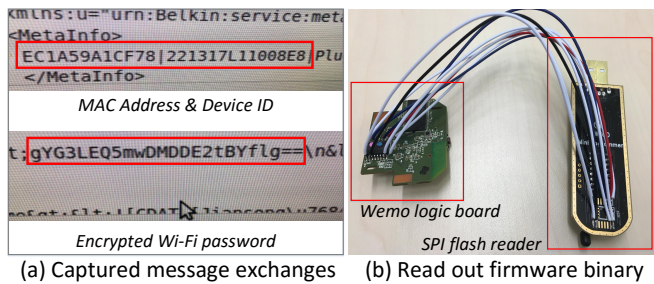 xmlns:u="urn:Belkin:service:meta
<MetaInfo>
EC1A59A1CF78|221317L11008E8|Plu
</MetaInfo>
MAC Address & Device ID
t;gYG3LEQ5mwDMDDE2tBYflg==\n&l
Encrypted Wi-Fi password
(a) Captured message exchanges
Wemo logic board
SPI flash reader
(b) Read out firmware binary